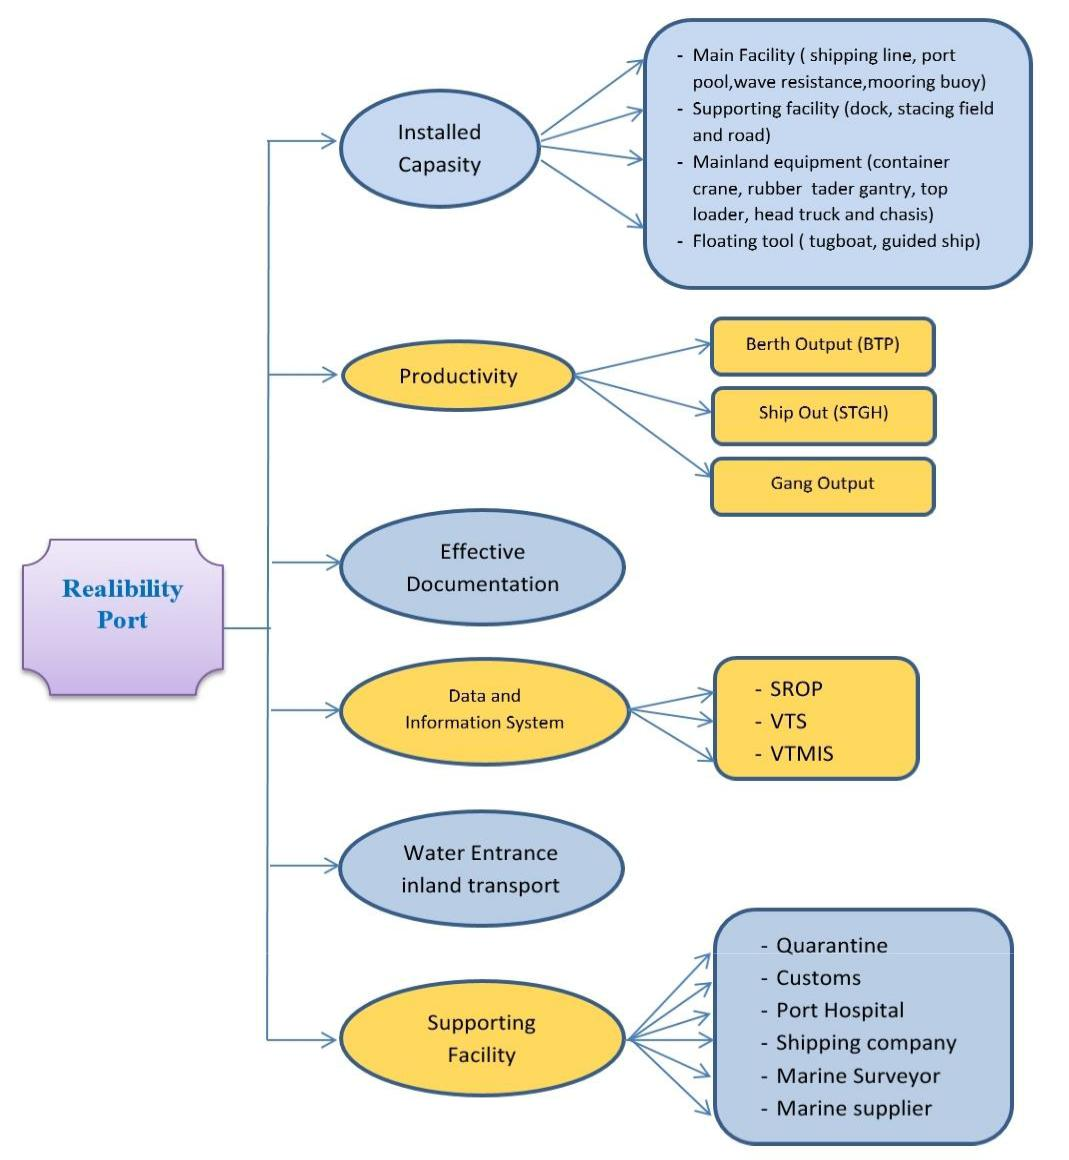 Installed
Capasity
- Main Facility ( shipping line, port
pool,wave resistance,mooring buoy)
- Supporting facility (dock, stacing field
and road)
- Mainland equipment (container
crane, rubber tader gantry, top
loader, head truck and chasis)
- Floating tool ( tugboat, guided ship)
Productivity
Berth Output (BTP)
Ship Out (STGH)
Gang Output
Effective
Documentation
Realibility
Port
Data and
Information System
- SROP
- VTS
- VTMIS
Water Entrance
inland transport
Supporting
Facility
- Quarantine
- Customs
- Port Hospital
- Shipping company
- Marine Surveyor
- Marine supplier